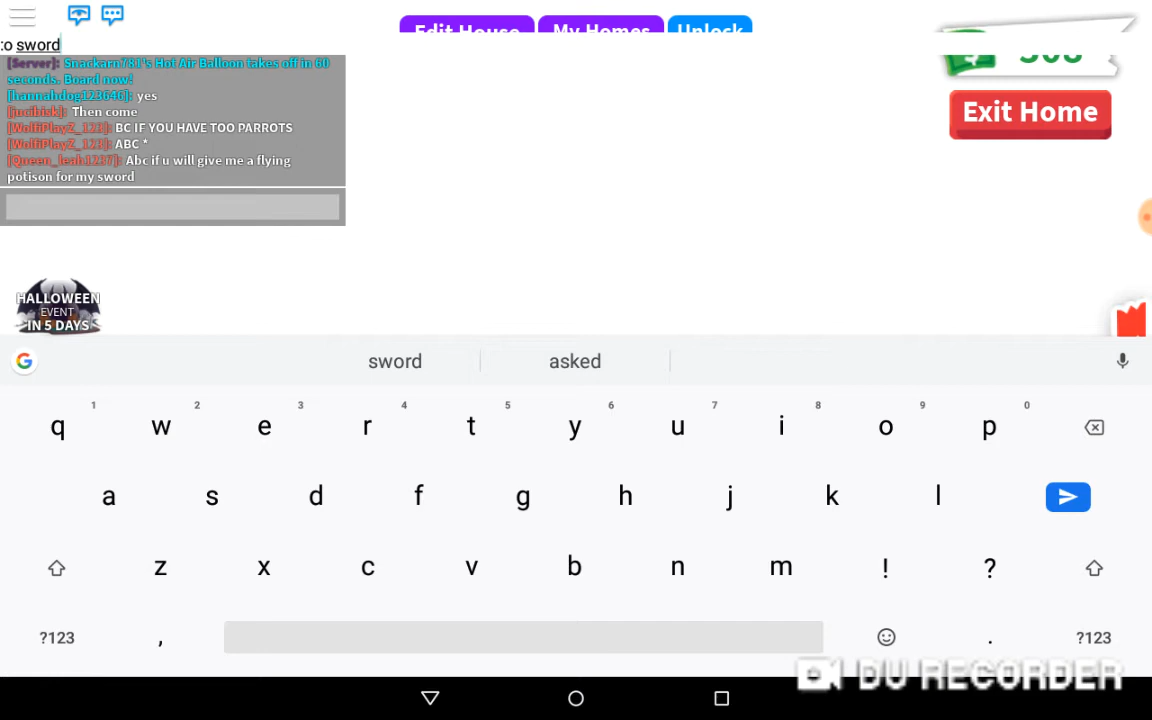 Edit House My Homes Unlock
to sword
308
[Server]: Snackarn781's Hot Air Balloon takes off in 60
seconds. Board now!
[hannahdog123646]: yes
[jucibisk]: Then come
[WolfiPlayZ_123]: BC IF YOU HAVE TOO PARROTS
[WolfiPlayZ_123]: ABC *
[Queen_leah1237]: Abc if u will give me a flying
potison for my sword
Exit Home
HALLOWEEN
EVENT
IN 5 DAYS
G sword asked
1 2 3 4 5 6 7 8 9 0
q w e r t y u i o p
a s d f g h j k l
z x c v b n m ! ?
?123 , . ?123
DU RECORDER